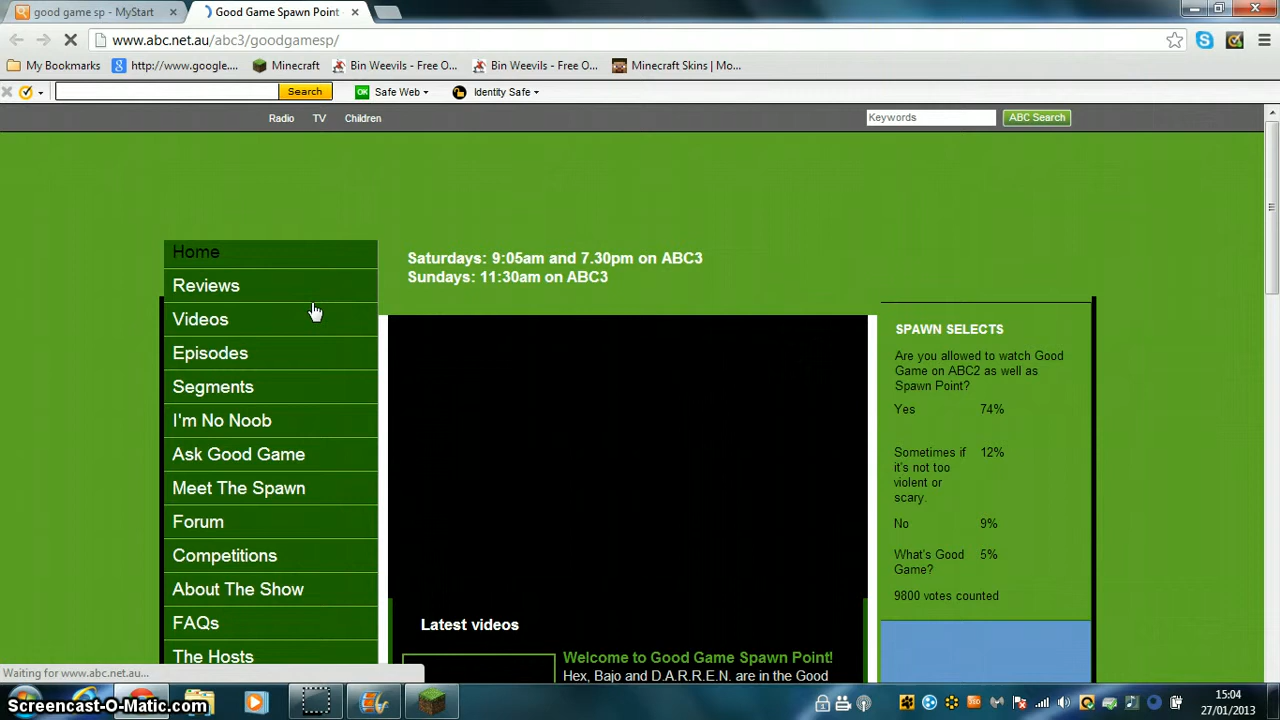 good game sp - MyStart
Good Game Spawn Point
www.abc.net.au/abc3/goodgamesp/
My Bookmarks
http://www.google....
Minecraft
Bin Weevils - Free O...
Bin Weevils - Free O...
Minecraft Skins | Mo...
Search
OK Safe Web
Identity Safe
Radio TV Children
Keywords
ABC Search
Home
Reviews
Videos
Episodes
Segments
I'm No Noob
Ask Good Game
Meet The Spawn
Forum
Competitions
About The Show
FAQs
The Hosts
Saturdays: 9:05am and 7.30pm on ABC3
Sundays: 11:30am on ABC3
Latest videos
Welcome to Good Game Spawn Point!
Hex, Bajo and D.A.R.R.E.N. are in the Good
SPAWN SELECTS
Are you allowed to watch Good
Game on ABC2 as well as
Spawn Point?
Yes 74%
Sometimes if 12%
it's not too
violent or
scary.
No 9%
What's Good 5%
Game?
9800 votes counted
Waiting for www.abc.net.au...
Screencast-O-Matic.com
15:04
27/01/2013